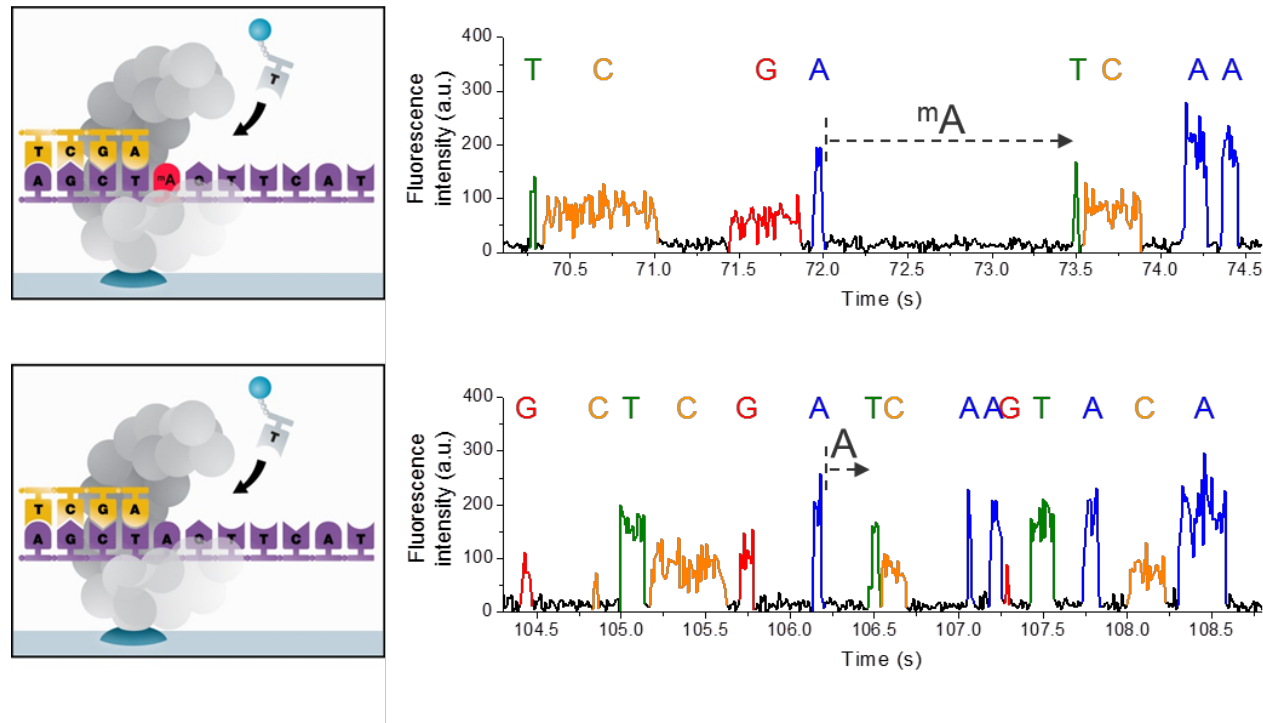 T
T C G A
A G C T mA G T T C A T
Fluorescence
intensity (a.u.)
400
300
200
100
0
T C G A T C A A
mA
70.5 71.0 71.5 72.0 72.5 73.0 73.5 74.0 74.5
Time (s)
T
T C G A
A G C T A G T T C A T
Fluorescence
intensity (a.u.)
400
300
200
100
0
G C T C G A T C A A G T A C A
A
104.5 105.0 105.5 106.0 106.5 107.0 107.5 108.0 108.5
Time (s)